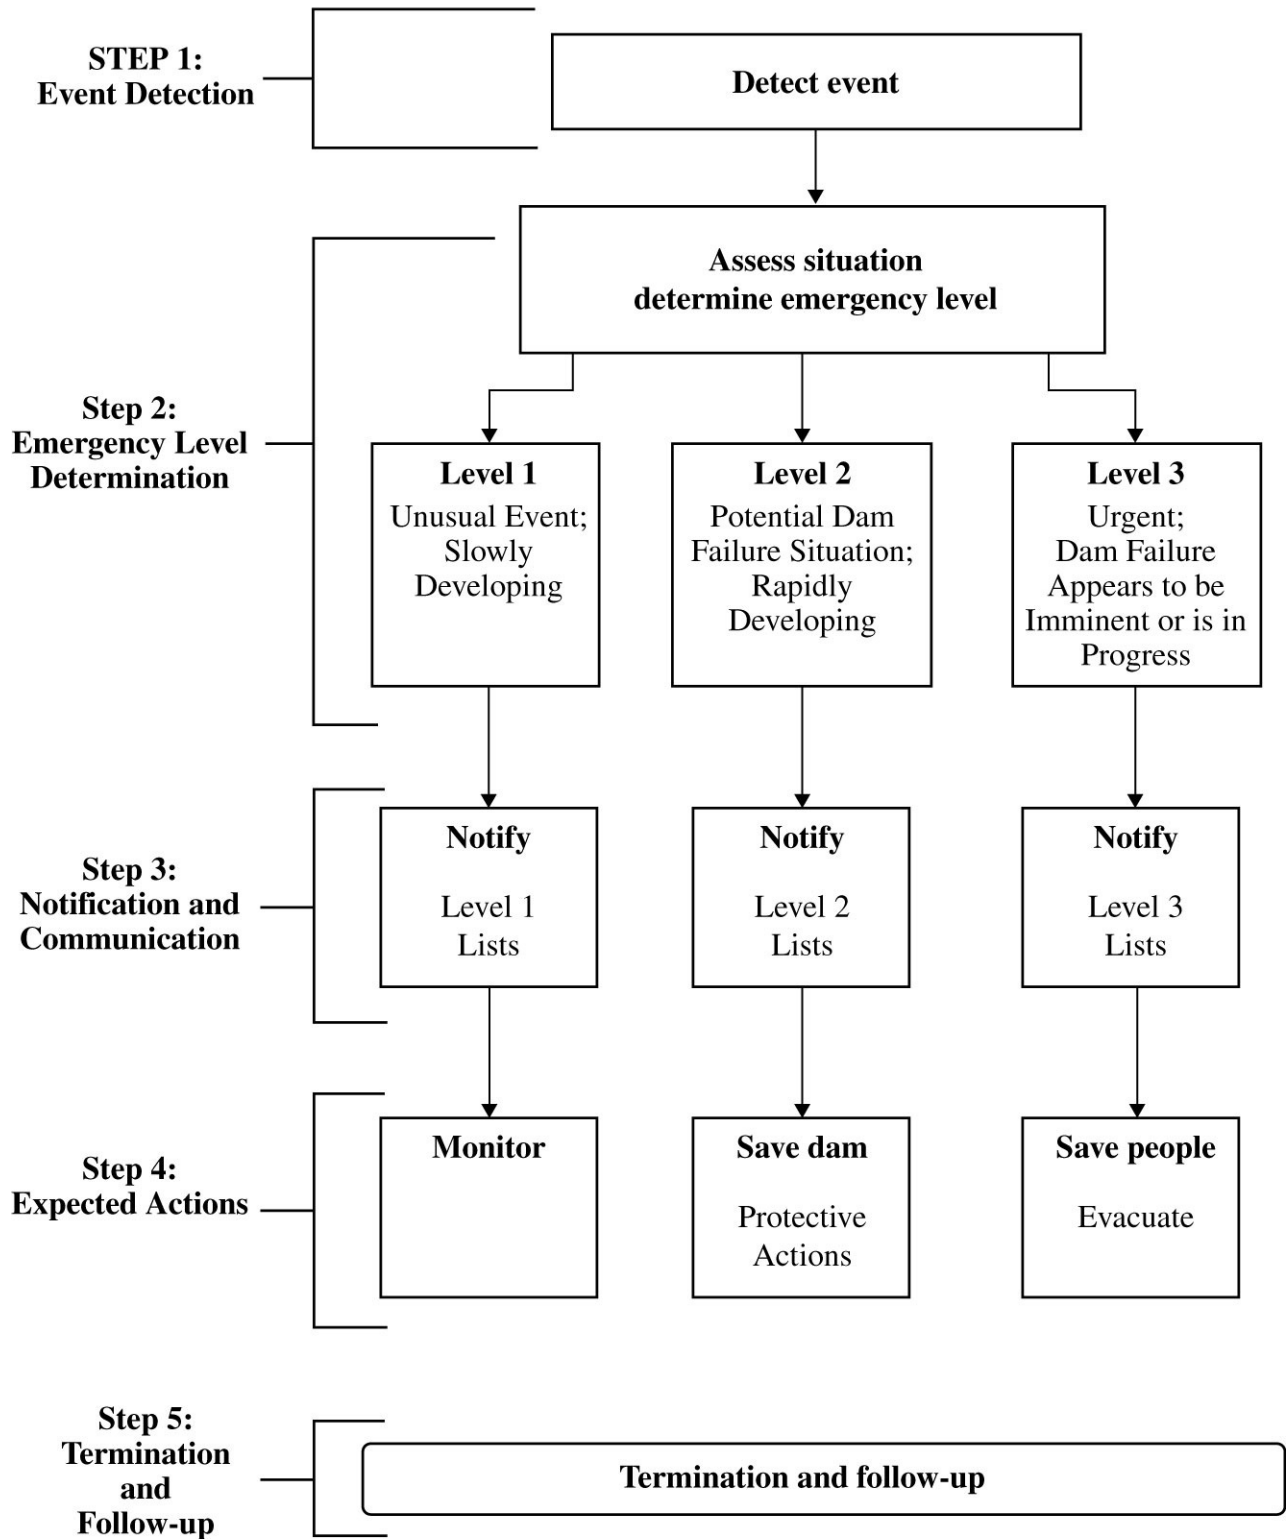 STEP 1:
Event Detection
Detect event
Assess situation
determine emergency level
Step 2:
Emergency Level
Determination
Level 1
Unusual Event;
Slowly
Developing
Level 2
Potential Dam
Failure Situation;
Rapidly
Developing
Level 3
Urgent;
Dam Failure
Appears to be
Imminent or is in
Progress
Step 3:
Notification and
Communication
Notify
Level 1
Lists
Notify
Level 2
Lists
Notify
Level 3
Lists
Step 4:
Expected Actions
Monitor
Save dam
Protective
Actions
Save people
Evacuate
Step 5:
Termination
and
Follow-up
Termination and follow-up